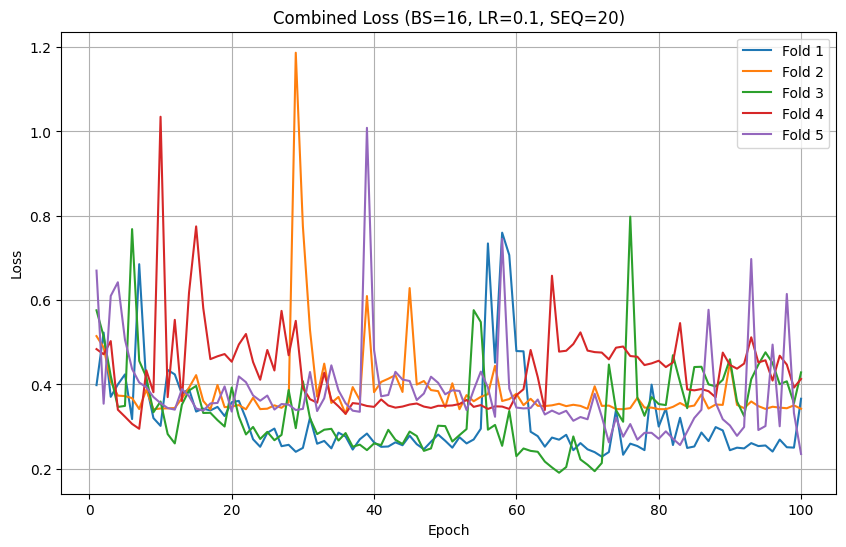 Combined Loss (BS=16, LR=0.1, SEQ=20)
Fold 1
Fold 2
Fold 3
Fold 4
Fold 5
Loss
1.2
1.0
0.8
0.6
0.4
0.2
0
20
40
60
80
100
Epoch